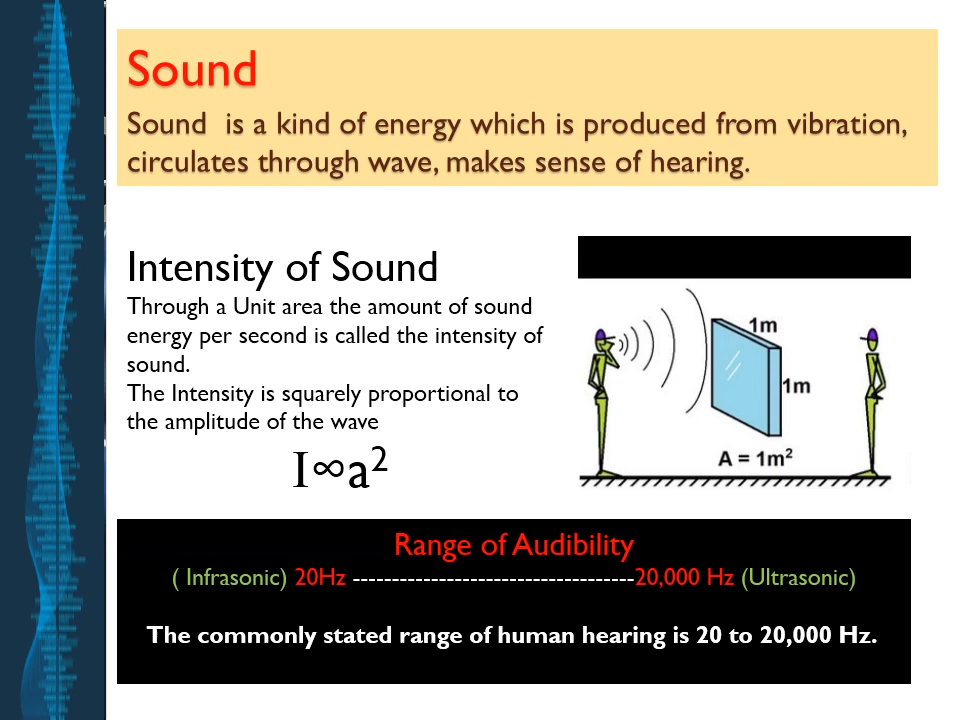 Sound
Sound is a kind of energy which is produced from vibration,
circulates through wave, makes sense of hearing.
Intensity of Sound
Through a Unit area the amount of sound
energy per second is called the intensity of
sound.
The Intensity is squarely proportional to
the amplitude of the wave
I∞a²
1m
1m
A = 1m²
Range of Audibility
( Infrasonic) 20Hz ------------------------------------20,000 Hz (Ultrasonic)
The commonly stated range of human hearing is 20 to 20,000 Hz.